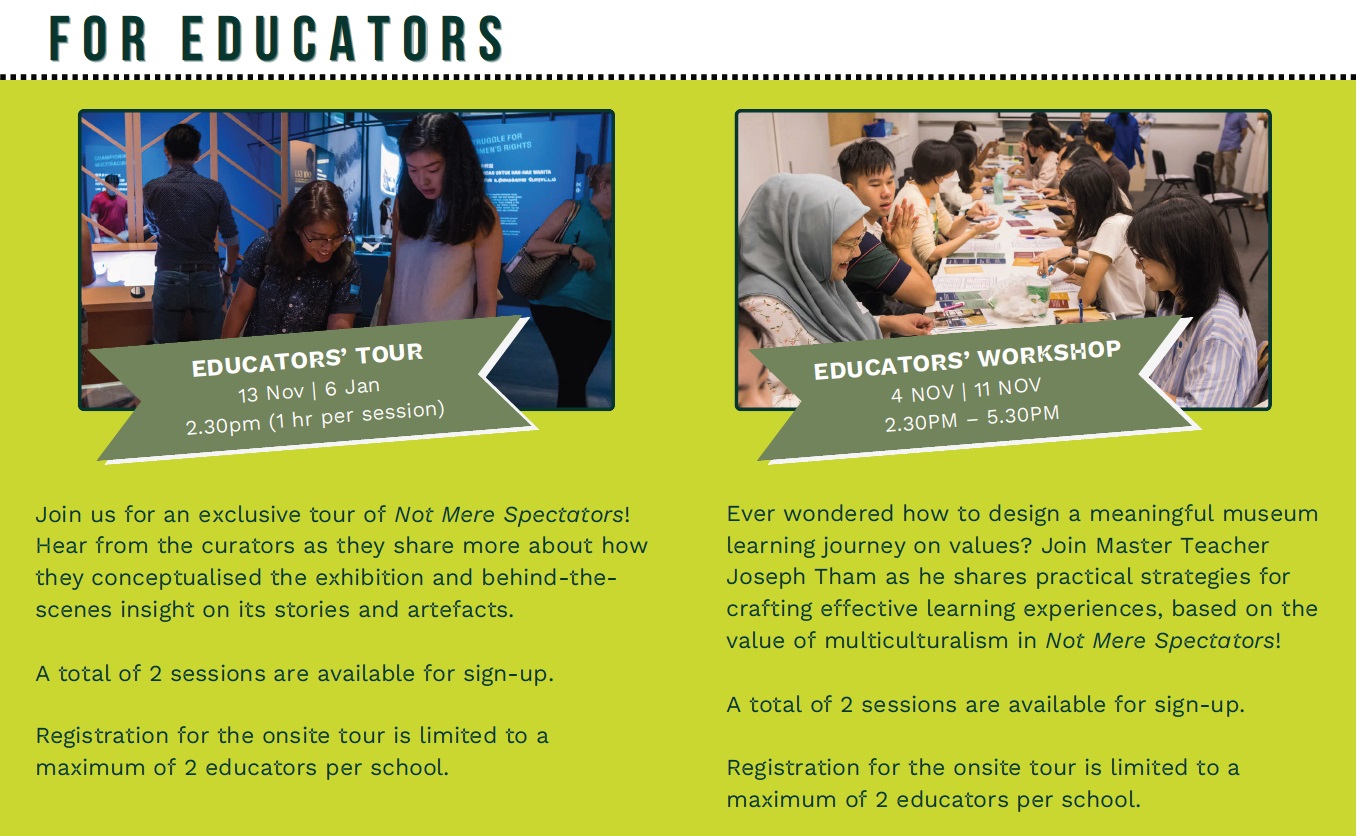 FOR EDUCATORS
RUGGLE FOR
MEN'S RIGHTS
EDUCATORS' TOUR
13 Nov | 6 Jan
2.30pm (1 hr per session)
Join us for an exclusive tour of Not Mere Spectators!
Hear from the curators as they share more about how
they conceptualised the exhibition and behind-the-
scenes insight on its stories and artefacts.
A total of 2 sessions are available for sign-up.
Registration for the onsite tour is limited to a
maximum of 2 educators per school.
EDUCATORS' WORKSHOP
4 NOV | 11 NOV
2.30PM – 5.30PM
Ever wondered how to design a meaningful museum
learning journey on values? Join Master Teacher
Joseph Tham as he shares practical strategies for
crafting effective learning experiences, based on the
value of multiculturalism in Not Mere Spectators!
A total of 2 sessions are available for sign-up.
Registration for the onsite tour is limited to a
maximum of 2 educators per school.